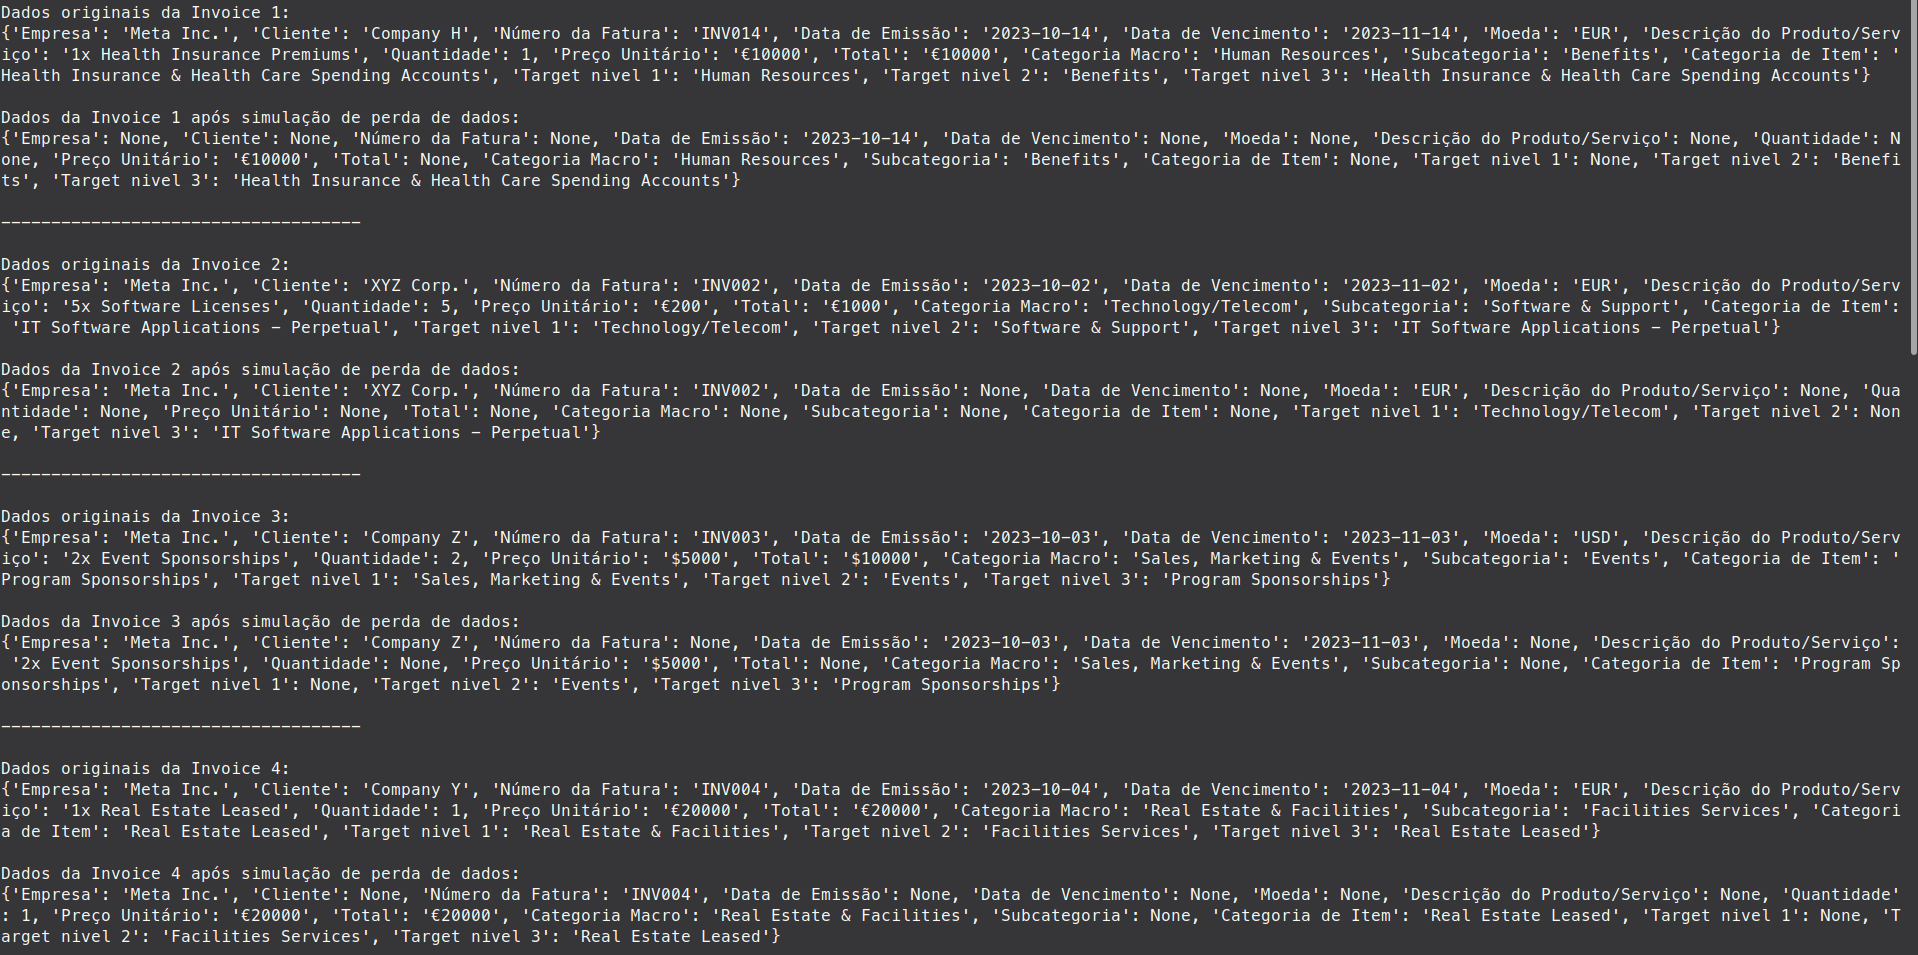 Dados originais da Invoice 1:
{'Empresa': 'Meta Inc.', 'Cliente': 'Company H', 'Número da Fatura': 'INV014', 'Data de Emissão': '2023-10-14', 'Data de Vencimento': '2023-11-14', 'Moeda': 'EUR', 'Descrição do Produto/Serv
iço': '1x Health Insurance Premiums', 'Quantidade': 1, 'Preço Unitário': '€10000', 'Total': '€10000', 'Categoria Macro': 'Human Resources', 'Subcategoria': 'Benefits', 'Categoria de Item': '
Health Insurance & Health Care Spending Accounts', 'Target nivel 1': 'Human Resources', 'Target nivel 2': 'Benefits', 'Target nivel 3': 'Health Insurance & Health Care Spending Accounts'}
Dados da Invoice 1 após simulação de perda de dados:
{'Empresa': None, 'Cliente': None, 'Número da Fatura': None, 'Data de Emissão': '2023-10-14', 'Data de Vencimento': None, 'Moeda': None, 'Descrição do Produto/Serviço': None, 'Quantidade': N
one, 'Preço Unitário': '€10000', 'Total': None, 'Categoria Macro': 'Human Resources', 'Subcategoria': 'Benefits', 'Categoria de Item': None, 'Target nivel 1': None, 'Target nivel 2': 'Benefi
ts', 'Target nivel 3': 'Health Insurance & Health Care Spending Accounts'}
------------------------------------
Dados originais da Invoice 2:
{'Empresa': 'Meta Inc.', 'Cliente': 'XYZ Corp.', 'Número da Fatura': 'INV002', 'Data de Emissão': '2023-10-02', 'Data de Vencimento': '2023-11-02', 'Moeda': 'EUR', 'Descrição do Produto/Serv
iço': '5x Software Licenses', 'Quantidade': 5, 'Preço Unitário': '€200', 'Total': '€1000', 'Categoria Macro': 'Technology/Telecom', 'Subcategoria': 'Software & Support', 'Categoria de Item':
'IT Software Applications - Perpetual', 'Target nivel 1': 'Technology/Telecom', 'Target nivel 2': 'Software & Support', 'Target nivel 3': 'IT Software Applications - Perpetual'}
Dados da Invoice 2 após simulação de perda de dados:
{'Empresa': 'Meta Inc.', 'Cliente': 'XYZ Corp.', 'Número da Fatura': 'INV002', 'Data de Emissão': None, 'Data de Vencimento': None, 'Moeda': 'EUR', 'Descrição do Produto/Serviço': None, 'Qua
ntidade': None, 'Preço Unitário': None, 'Total': None, 'Categoria Macro': None, 'Subcategoria': None, 'Categoria de Item': None, 'Target nivel 1': 'Technology/Telecom', 'Target nivel 2': Non
e, 'Target nivel 3': 'IT Software Applications - Perpetual'}
------------------------------------
Dados originais da Invoice 3:
{'Empresa': 'Meta Inc.', 'Cliente': 'Company Z', 'Número da Fatura': 'INV003', 'Data de Emissão': '2023-10-03', 'Data de Vencimento': '2023-11-03', 'Moeda': 'USD', 'Descrição do Produto/Serv
iço': '2x Event Sponsorships', 'Quantidade': 2, 'Preço Unitário': '$5000', 'Total': '$10000', 'Categoria Macro': 'Sales, Marketing & Events', 'Subcategoria': 'Events', 'Categoria de Item': '
Program Sponsorships', 'Target nivel 1': 'Sales, Marketing & Events', 'Target nivel 2': 'Events', 'Target nivel 3': 'Program Sponsorships'}
Dados da Invoice 3 após simulação de perda de dados:
{'Empresa': 'Meta Inc.', 'Cliente': 'Company Z', 'Número da Fatura': None, 'Data de Emissão': '2023-10-03', 'Data de Vencimento': '2023-11-03', 'Moeda': None, 'Descrição do Produto/Serviço':
'2x Event Sponsorships', 'Quantidade': None, 'Preço Unitário': '$5000', 'Total': None, 'Categoria Macro': 'Sales, Marketing & Events', 'Subcategoria': None, 'Categoria de Item': 'Program Sp
onsorships', 'Target nivel 1': None, 'Target nivel 2': 'Events', 'Target nivel 3': 'Program Sponsorships'}
------------------------------------
Dados originais da Invoice 4:
{'Empresa': 'Meta Inc.', 'Cliente': 'Company Y', 'Número da Fatura': 'INV004', 'Data de Emissão': '2023-10-04', 'Data de Vencimento': '2023-11-04', 'Moeda': 'EUR', 'Descrição do Produto/Serv
iço': '1x Real Estate Leased', 'Quantidade': 1, 'Preço Unitário': '€20000', 'Total': '€20000', 'Categoria Macro': 'Real Estate & Facilities', 'Subcategoria': 'Facilities Services', 'Categori
a de Item': 'Real Estate Leased', 'Target nivel 1': 'Real Estate & Facilities', 'Target nivel 2': 'Facilities Services', 'Target nivel 3': 'Real Estate Leased'}
Dados da Invoice 4 após simulação de perda de dados:
{'Empresa': 'Meta Inc.', 'Cliente': None, 'Número da Fatura': 'INV004', 'Data de Emissão': None, 'Data de Vencimento': None, 'Moeda': None, 'Descrição do Produto/Serviço': None, 'Quantidade'
: 1, 'Preço Unitário': '€20000', 'Total': '€20000', 'Categoria Macro': 'Real Estate & Facilities', 'Subcategoria': None, 'Categoria de Item': 'Real Estate Leased', 'Target nivel 1': None, 'T
arget nivel 2': 'Facilities Services', 'Target nivel 3': 'Real Estate Leased'}